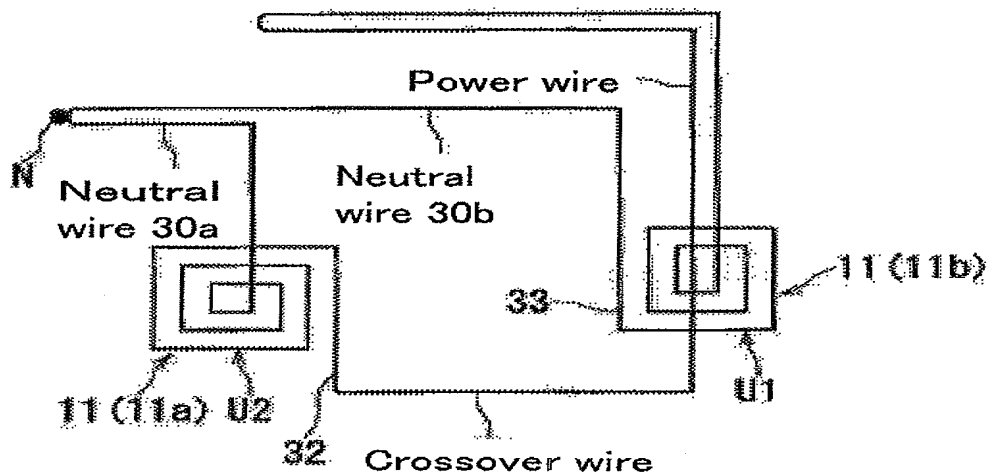 Power wire
N
Neutral
wire 30a
Neutral
wire 30b
11(11b)
33
U1
11(11a)
U2
32
Crossover wire